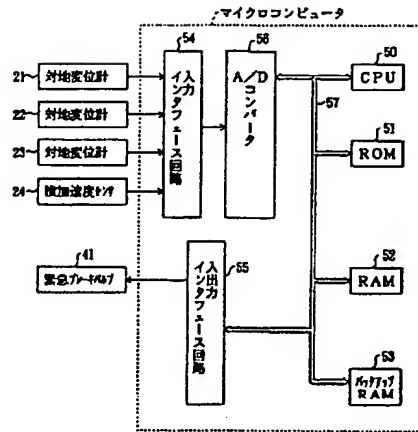 マイクロコンピュータ
54
56
50
21
対地変位計
入力インタフェース回路
A/Dコンバータ
CPU
57
22
対地変位計
51
ROM
23
対地変位計
24
横加速度センサ
41
緊急ブレーキバルブ
入出力インタフェース回路
55
52
RAM
53
バックアップ
RAM